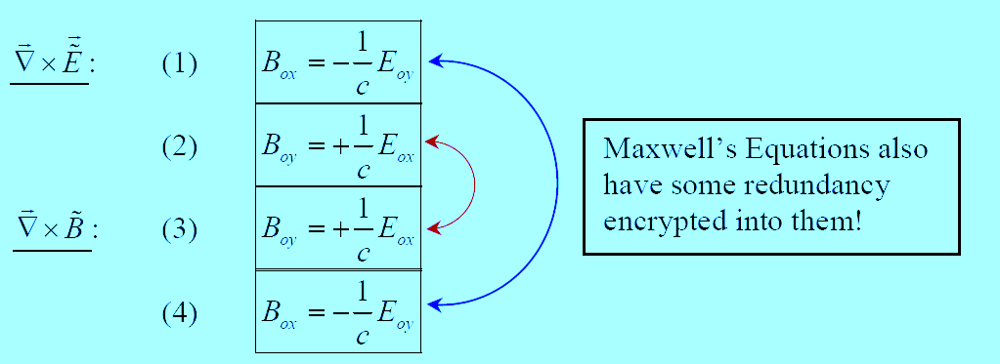 ∇⃗ × Ẽ⃗ : (1) B_ox = −(1/c) E_oy
(2) B_oy = +(1/c) E_ox
∇⃗ × B̃ : (3) B_oy = +(1/c) E_ox
(4) B_ox = −(1/c) E_oy
Maxwell’s Equations also
have some redundancy
encrypted into them!